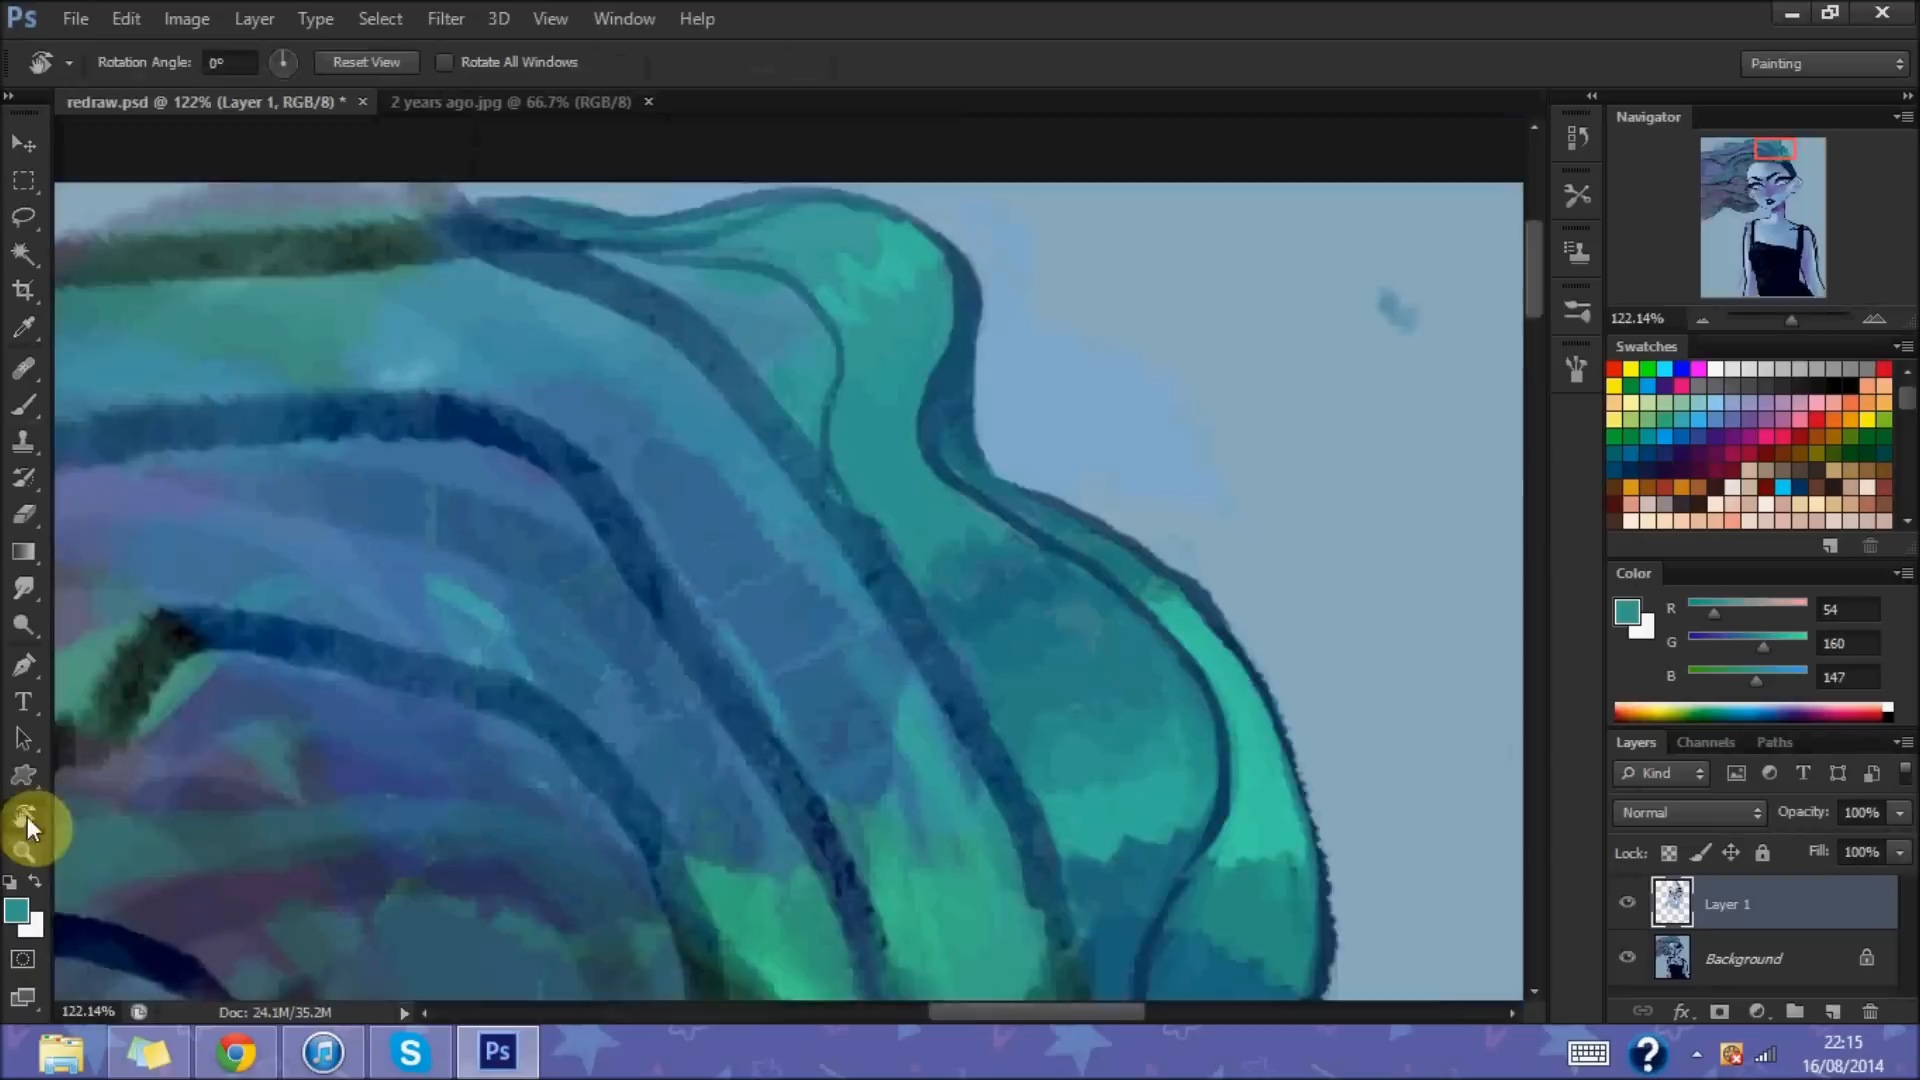 Ps File Edit Image Layer Type Select Filter 3D View Window Help
Rotation Angle: 0° Reset View Rotate All Windows Painting
redraw.psd @ 122% (Layer 1, RGB/8) * × 2 years ago.jpg @ 66.7% (RGB/8) ×
Navigator
122.14%
Swatches
Color
R 54
G 160
B 147
Layers Channels Paths
Kind
Normal Opacity: 100%
Lock: Fill: 100%
Layer 1
Background
fx
T
122.14% Doc: 24.1M/35.2M
S Ps ?
22:15
16/08/2014